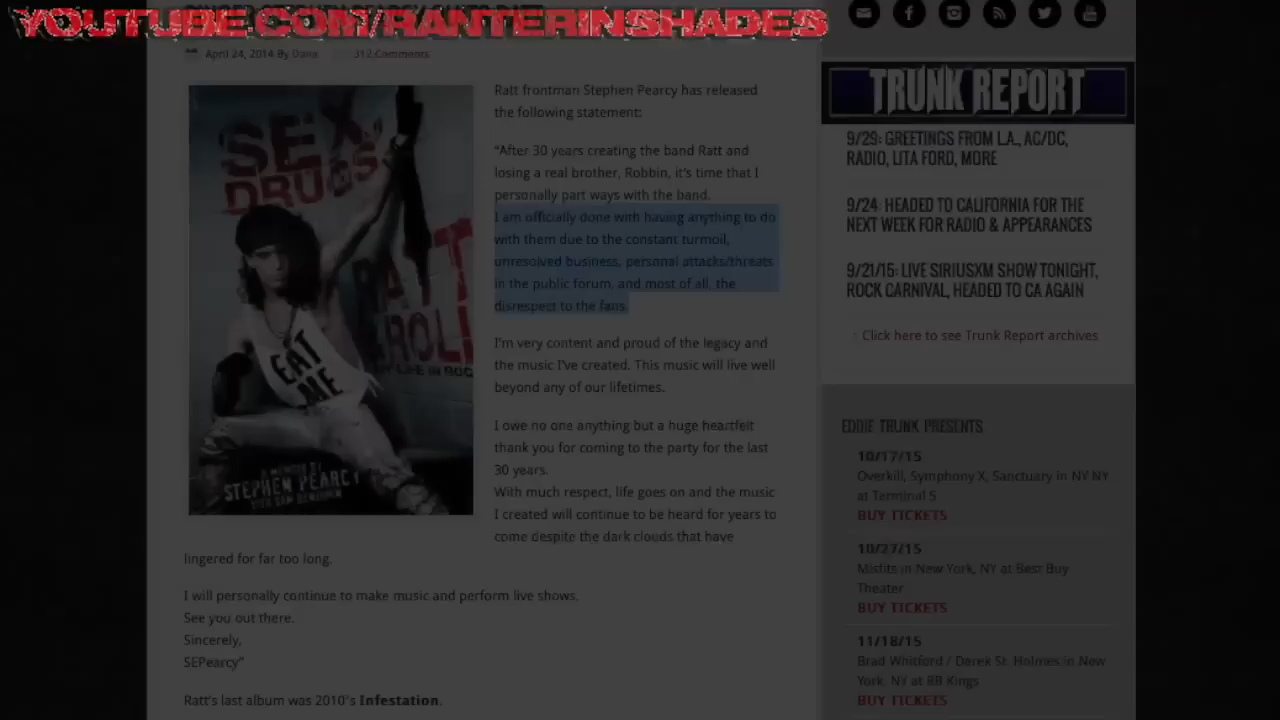 YOUTUBE.COM/RANTERINSHADES
April 24, 2014 By Dana 312 Comments
SEX,
DRUGS
RATT
ROLL
MY LIFE IN ROCK
EAT
ME
A MEMOIR BY
STEPHEN PEARCY
WITH SAM BENJAMIN
Ratt frontman Stephen Pearcy has released
the following statement:
“After 30 years creating the band Ratt and
losing a real brother, Robbin, it’s time that I
personally part ways with the band.
I am officially done with having anything to do
with them due to the constant turmoil,
unresolved business, personal attacks/threats
in the public forum, and most of all, the
disrespect to the fans.
I’m very content and proud of the legacy and
the music I’ve created. This music will live well
beyond any of our lifetimes.
I owe no one anything but a huge heartfelt
thank you for coming to the party for the last
30 years.
With much respect, life goes on and the music
I created will continue to be heard for years to
come despite the dark clouds that have
lingered for far too long.
I will personally continue to make music and perform live shows.
See you out there.
Sincerely,
SEPearcy”
Ratt’s last album was 2010’s Infestation.
TRUNK REPORT
9/29: GREETINGS FROM L.A., AC/DC,
RADIO, LITA FORD, MORE
9/24: HEADED TO CALIFORNIA FOR THE
NEXT WEEK FOR RADIO & APPEARANCES
9/21/15: LIVE SIRIUSXM SHOW TONIGHT,
ROCK CARNIVAL, HEADED TO CA AGAIN
Click here to see Trunk Report archives
EDDIE TRUNK PRESENTS
10/17/15
Overkill, Symphony X, Sanctuary in NY NY
at Terminal 5
BUY TICKETS
10/27/15
Misfits in New York, NY at Best Buy
Theater
BUY TICKETS
11/18/15
Brad Whitford / Derek St. Holmes in New
York, NY at BB Kings
BUY TICKETS